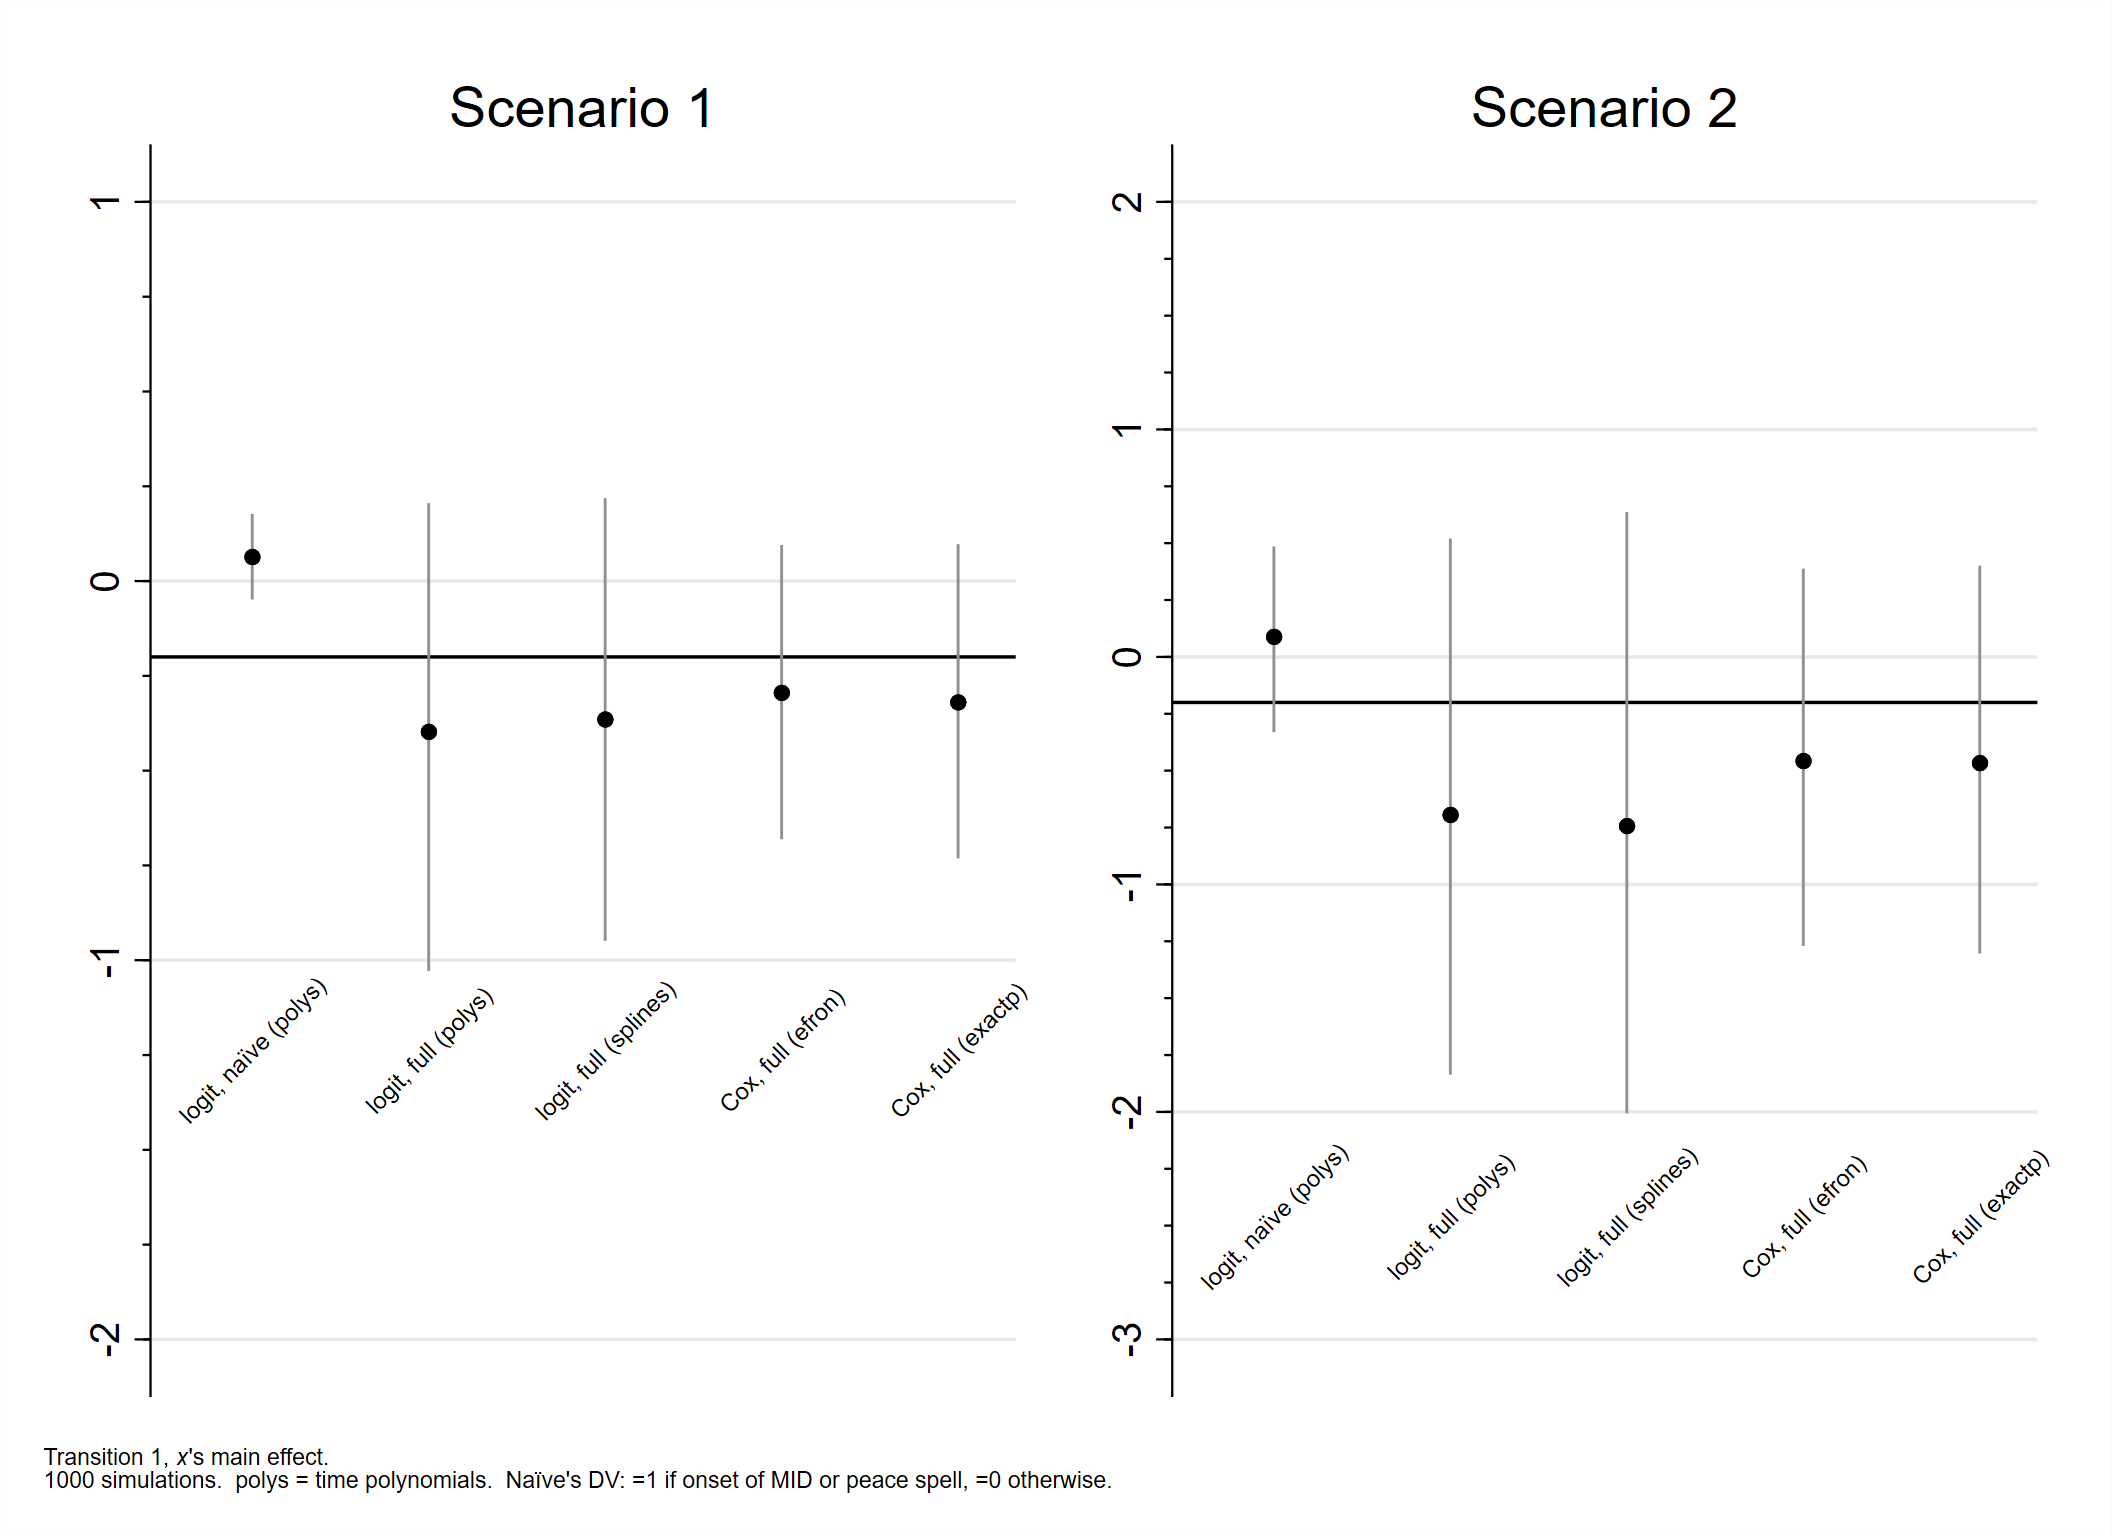 Scenario 1
1
0
-1
-2
logit, naïve (polys)
logit, full (polys)
logit, full (splines)
Cox, full (efron)
Cox, full (exactp)
Scenario 2
2
1
0
-1
-2
-3
logit, naïve (polys)
logit, full (polys)
logit, full (splines)
Cox, full (efron)
Cox, full (exactp)
Transition 1, x's main effect.
1000 simulations.  polys = time polynomials.  Naïve's DV: =1 if onset of MID or peace spell, =0 otherwise.